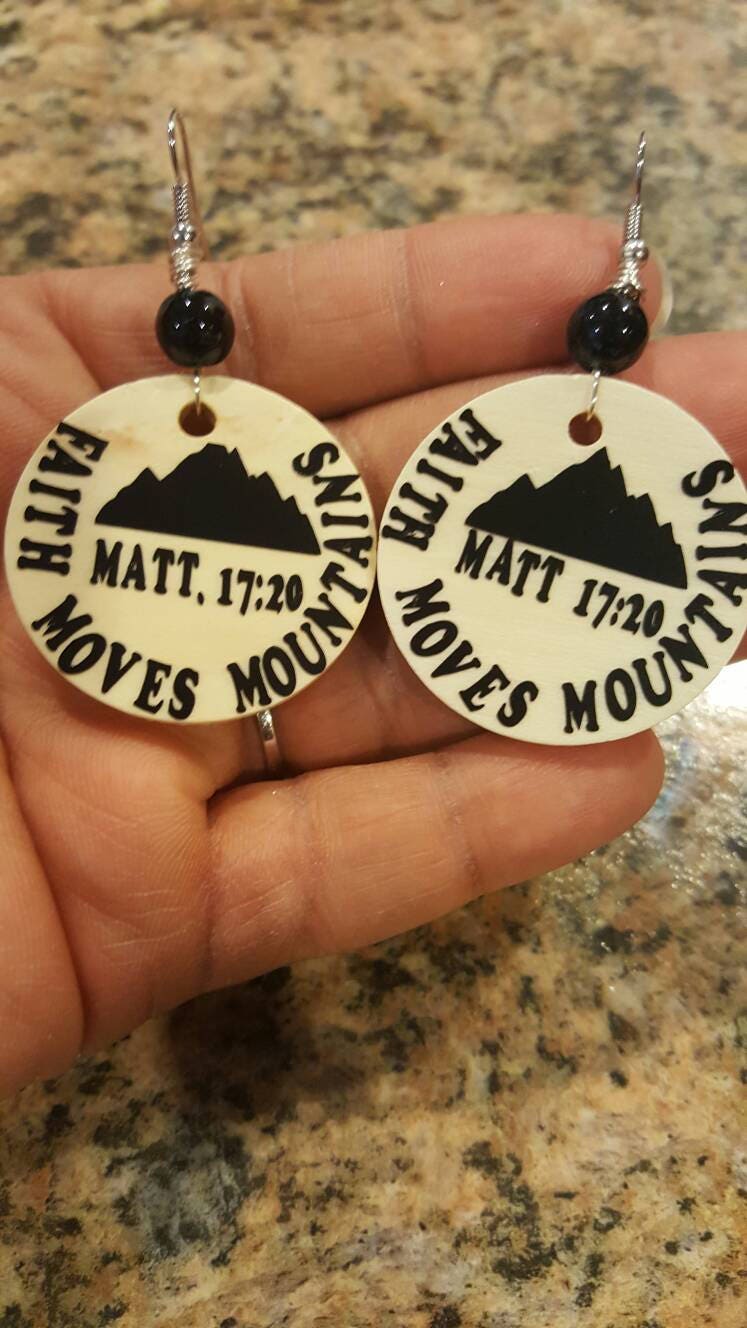 FAITH MOVES MOUNTAINS
MATT. 17:20
FAITH MOVES MOUNTAINS
MATT 17:20